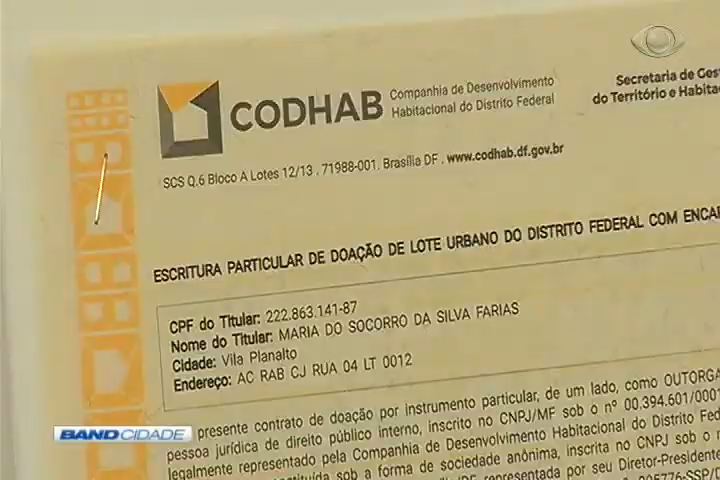 CODHAB
Companhia de Desenvolvimento
Habitacional do Distrito Federal
Secretaria de
do Território e
SCS Q.6 Bloco A Lotes 12/13 . 71988-001, Brasília DF . www.codhab.df.gov.br
ESCRITURA PARTICULAR DE DOAÇÃO DE LOTE URBANO DO DISTRITO FEDERAL COM
CPF do Titular: 222.863.141-87
Nome do Titular: MARIA DO SOCORRO DA SILVA FARIAS
Cidade: Vila Planalto
Endereço: AC RAB CJ RUA 04 LT 0012
presente contrato de doação por instrumento particular, de um lado, como
pessoa jurídica de direito público interno, inscrito no CNPJ/MF sob o nº 00.394.601/0001
legalmente representado pela Companhia de Desenvolvimento Habitacional do Distrito
sob a forma de sociedade anônima, inscrita no CNPJ sob o
representada por seu Diretor-Presidente
BAND CIDADE